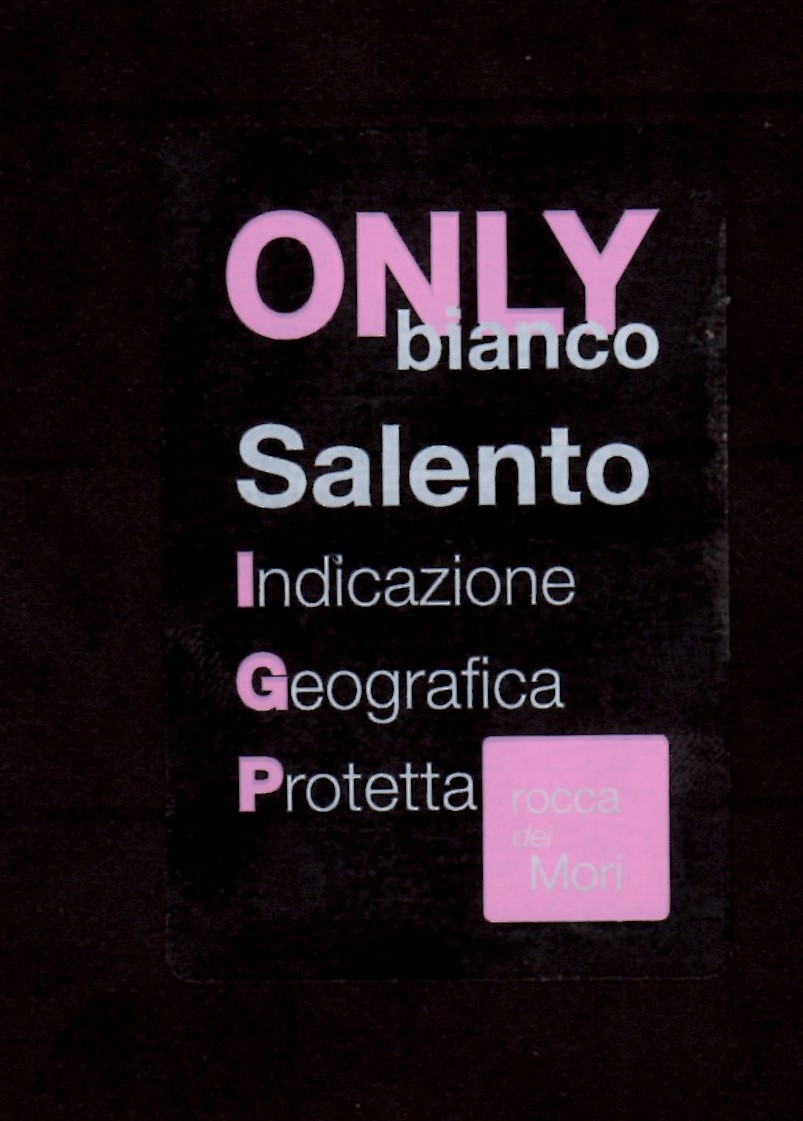 ONLY
bianco
Salento
Indicazione
Geografica
Protetta
rocca
dei
Mori